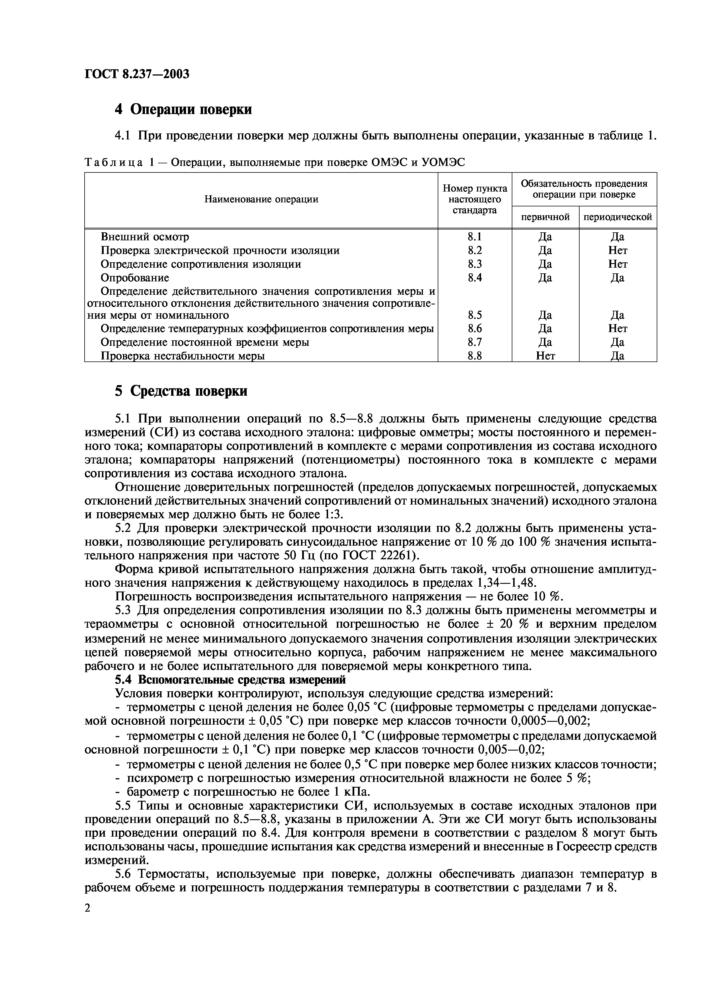 ГОСТ 8.237—2003
4 Операции поверки
4.1 При проведении поверки мер должны быть выполнены операции, указанные в таблице 1.
Таблица 1 — Операции, выполняемые при поверке ОМЭС и УОМЭС
Наименование операции
Номер пункта
настоящего
стандарта
Обязательность проведения
операции при поверке
первичной
периодической
Внешний осмотр 8.1 Да Да
Проверка электрической прочности изоляции 8.2 Да Нет
Определение сопротивления изоляции 8.3 Да Нет
Опробование 8.4 Да Да
Определение действительного значения сопротивления меры и
относительного отклонения действительного значения сопротивле-
ния меры от номинального 8.5 Да Да
Определение температурных коэффициентов сопротивления меры 8.6 Да Нет
Определение постоянной времени меры 8.7 Да Да
Проверка нестабильности меры 8.8 Нет Да
5 Средства поверки
5.1 При выполнении операций по 8.5—8.8 должны быть применены следующие средства
измерений (СИ) из состава исходного эталона: цифровые омметры; мосты постоянного и перемен-
ного тока; компараторы сопротивлений в комплекте с мерами сопротивления из состава исходного
эталона; компараторы напряжений (потенциометры) постоянного тока в комплекте с мерами
сопротивления из состава исходного эталона.
Отношение доверительных погрешностей (пределов допускаемых погрешностей, допускаемых
отклонений действительных значений сопротивлений от номинальных значений) исходного эталона
и поверяемых мер должно быть не более 1:3.
5.2 Для проверки электрической прочности изоляции по 8.2 должны быть применены уста-
новки, позволяющие регулировать синусоидальное напряжение от 10 % до 100 % значения испыта-
тельного напряжения при частоте 50 Гц (по ГОСТ 22261).
Форма кривой испытательного напряжения должна быть такой, чтобы отношение амплитуд-
ного значения напряжения к действующему находилось в пределах 1,34—1,48.
Погрешность воспроизведения испытательного напряжения — не более 10 %.
5.3 Для определения сопротивления изоляции по 8.3 должны быть применены мегомметры и
тераомметры с основной относительной погрешностью не более ± 20 % и верхним пределом
измерений не менее минимального допускаемого значения сопротивления изоляции электрических
цепей поверяемой меры относительно корпуса, рабочим напряжением не менее максимального
рабочего и не более испытательного для поверяемой меры конкретного типа.
5.4 Вспомогательные средства измерений
Условия поверки контролируют, используя следующие средства измерений:
- термометры с ценой деления не более 0,05 °С (цифровые термометры с пределами допускае-
мой основной погрешности ± 0,05 °С) при поверке мер классов точности 0,0005—0,002;
- термометры с ценой деления не более 0,1 °С (цифровые термометры с пределами допускаемой
основной погрешности ± 0,1 °С) при поверке мер классов точности 0,005—0,02;
- термометры с ценой деления не более 0,5 °С при поверке мер более низких классов точности;
- психрометр с погрешностью измерения относительной влажности не более 5 %;
- барометр с погрешностью не более 1 кПа.
5.5 Типы и основные характеристики СИ, используемых в составе исходных эталонов при
проведении операций по 8.5—8.8, указаны в приложении А. Эти же СИ могут быть использованы
при проведении операций по 8.4. Для контроля времени в соответствии с разделом 8 могут быть
использованы часы, прошедшие испытания как средства измерений и внесенные в Госреестр средств
измерений.
5.6 Термостаты, используемые при поверке, должны обеспечивать диапазон температур в
рабочем объеме и погрешность поддержания температуры в соответствии с разделами 7 и 8.
2